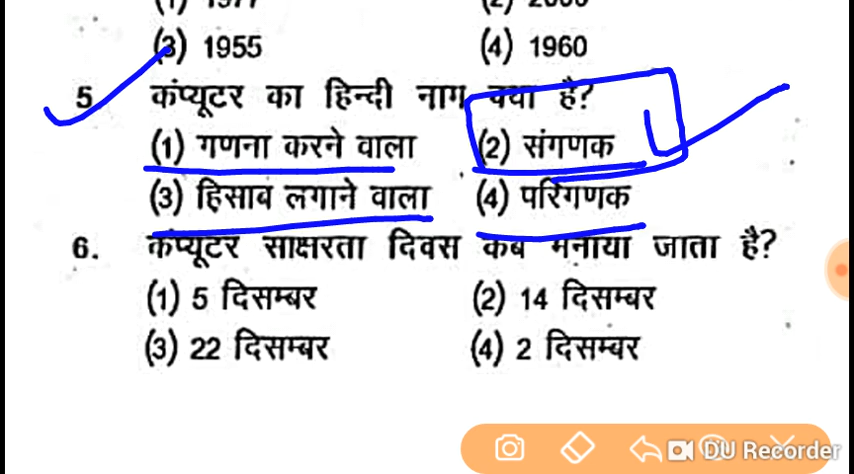 (3) 1955 (4) 1960
5 कंप्यूटर का हिन्दी नाग क्या है?
(1) गणना करने वाला (2) संगणक
(3) हिसाब लगाने वाला (4) परिगणक
6. कंप्यूटर साक्षरता दिवस कब मनाया जाता है?
(1) 5 दिसम्बर (2) 14 दिसम्बर
(3) 22 दिसम्बर (4) 2 दिसम्बर
DU Recorder